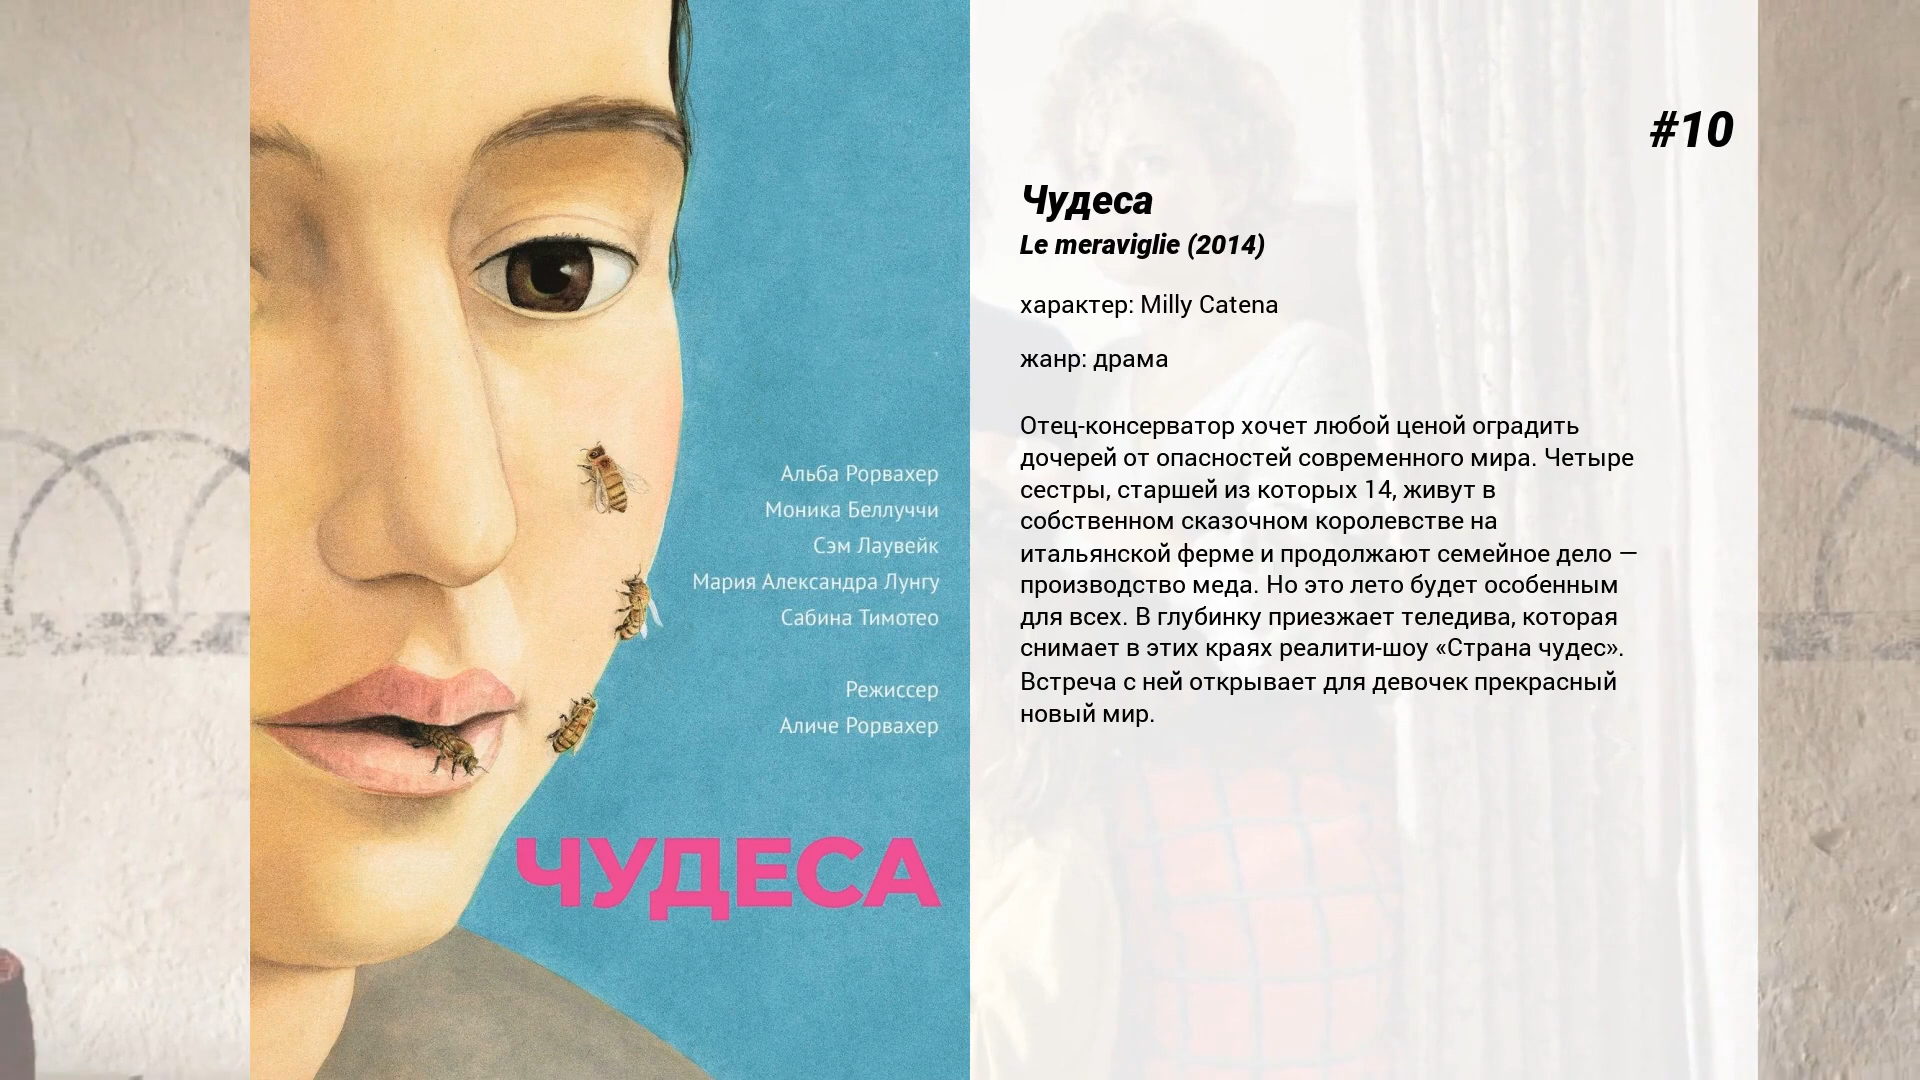 Альба Рорвахер
Моника Беллуччи
Сэм Лаувейк
Мария Александра Лунгу
Сабина Тимотео
Режиссер
Аличе Рорвахер
ЧУДЕСА
#10
Чудеса
Le meraviglie (2014)
характер: Milly Catena
жанр: драма
Отец-консерватор хочет любой ценой оградить
дочерей от опасностей современного мира. Четыре
сестры, старшей из которых 14, живут в
собственном сказочном королевстве на
итальянской ферме и продолжают семейное дело —
производство меда. Но это лето будет особенным
для всех. В глубинку приезжает теледива, которая
снимает в этих краях реалити-шоу «Страна чудес».
Встреча с ней открывает для девочек прекрасный
новый мир.